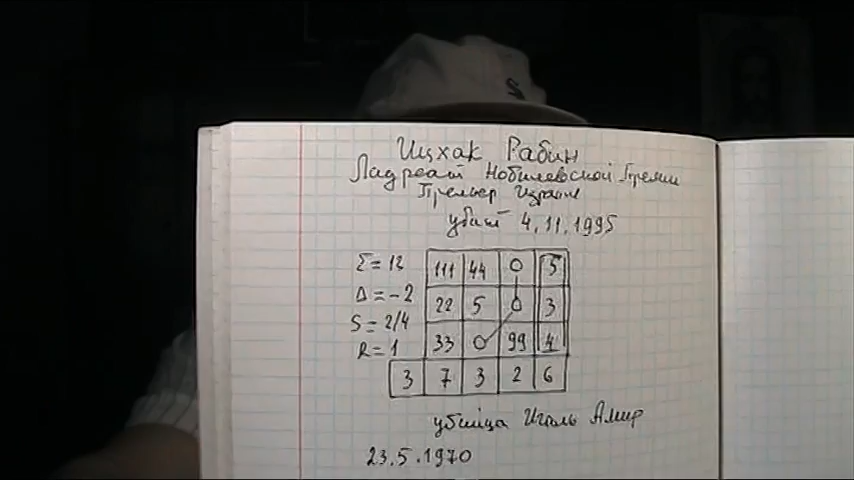 Ицхак Рабин
Лауреат Нобелевской Премии
Премьер Израиля
убит 4.11.1995
Σ = 12
Δ = -2
S = 2/4
R = 1
111 44 0 5
22 5 0 3
33 0 99 4
3 7 3 2 6
убийца Игаль Амир
23.5.1970
S